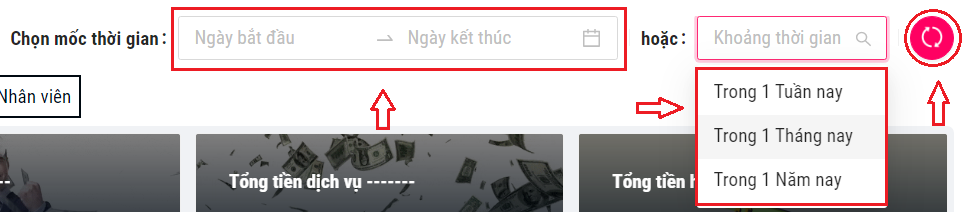 Chọn mốc thời gian : Ngày bắt đầu Ngày kết thúc hoặc : Khoảng thời gian
Nhân viên
Trong 1 Tuần nay
Trong 1 Tháng nay
Trong 1 Năm nay
-- Tổng tiền dịch vụ ------- Tổng tiền